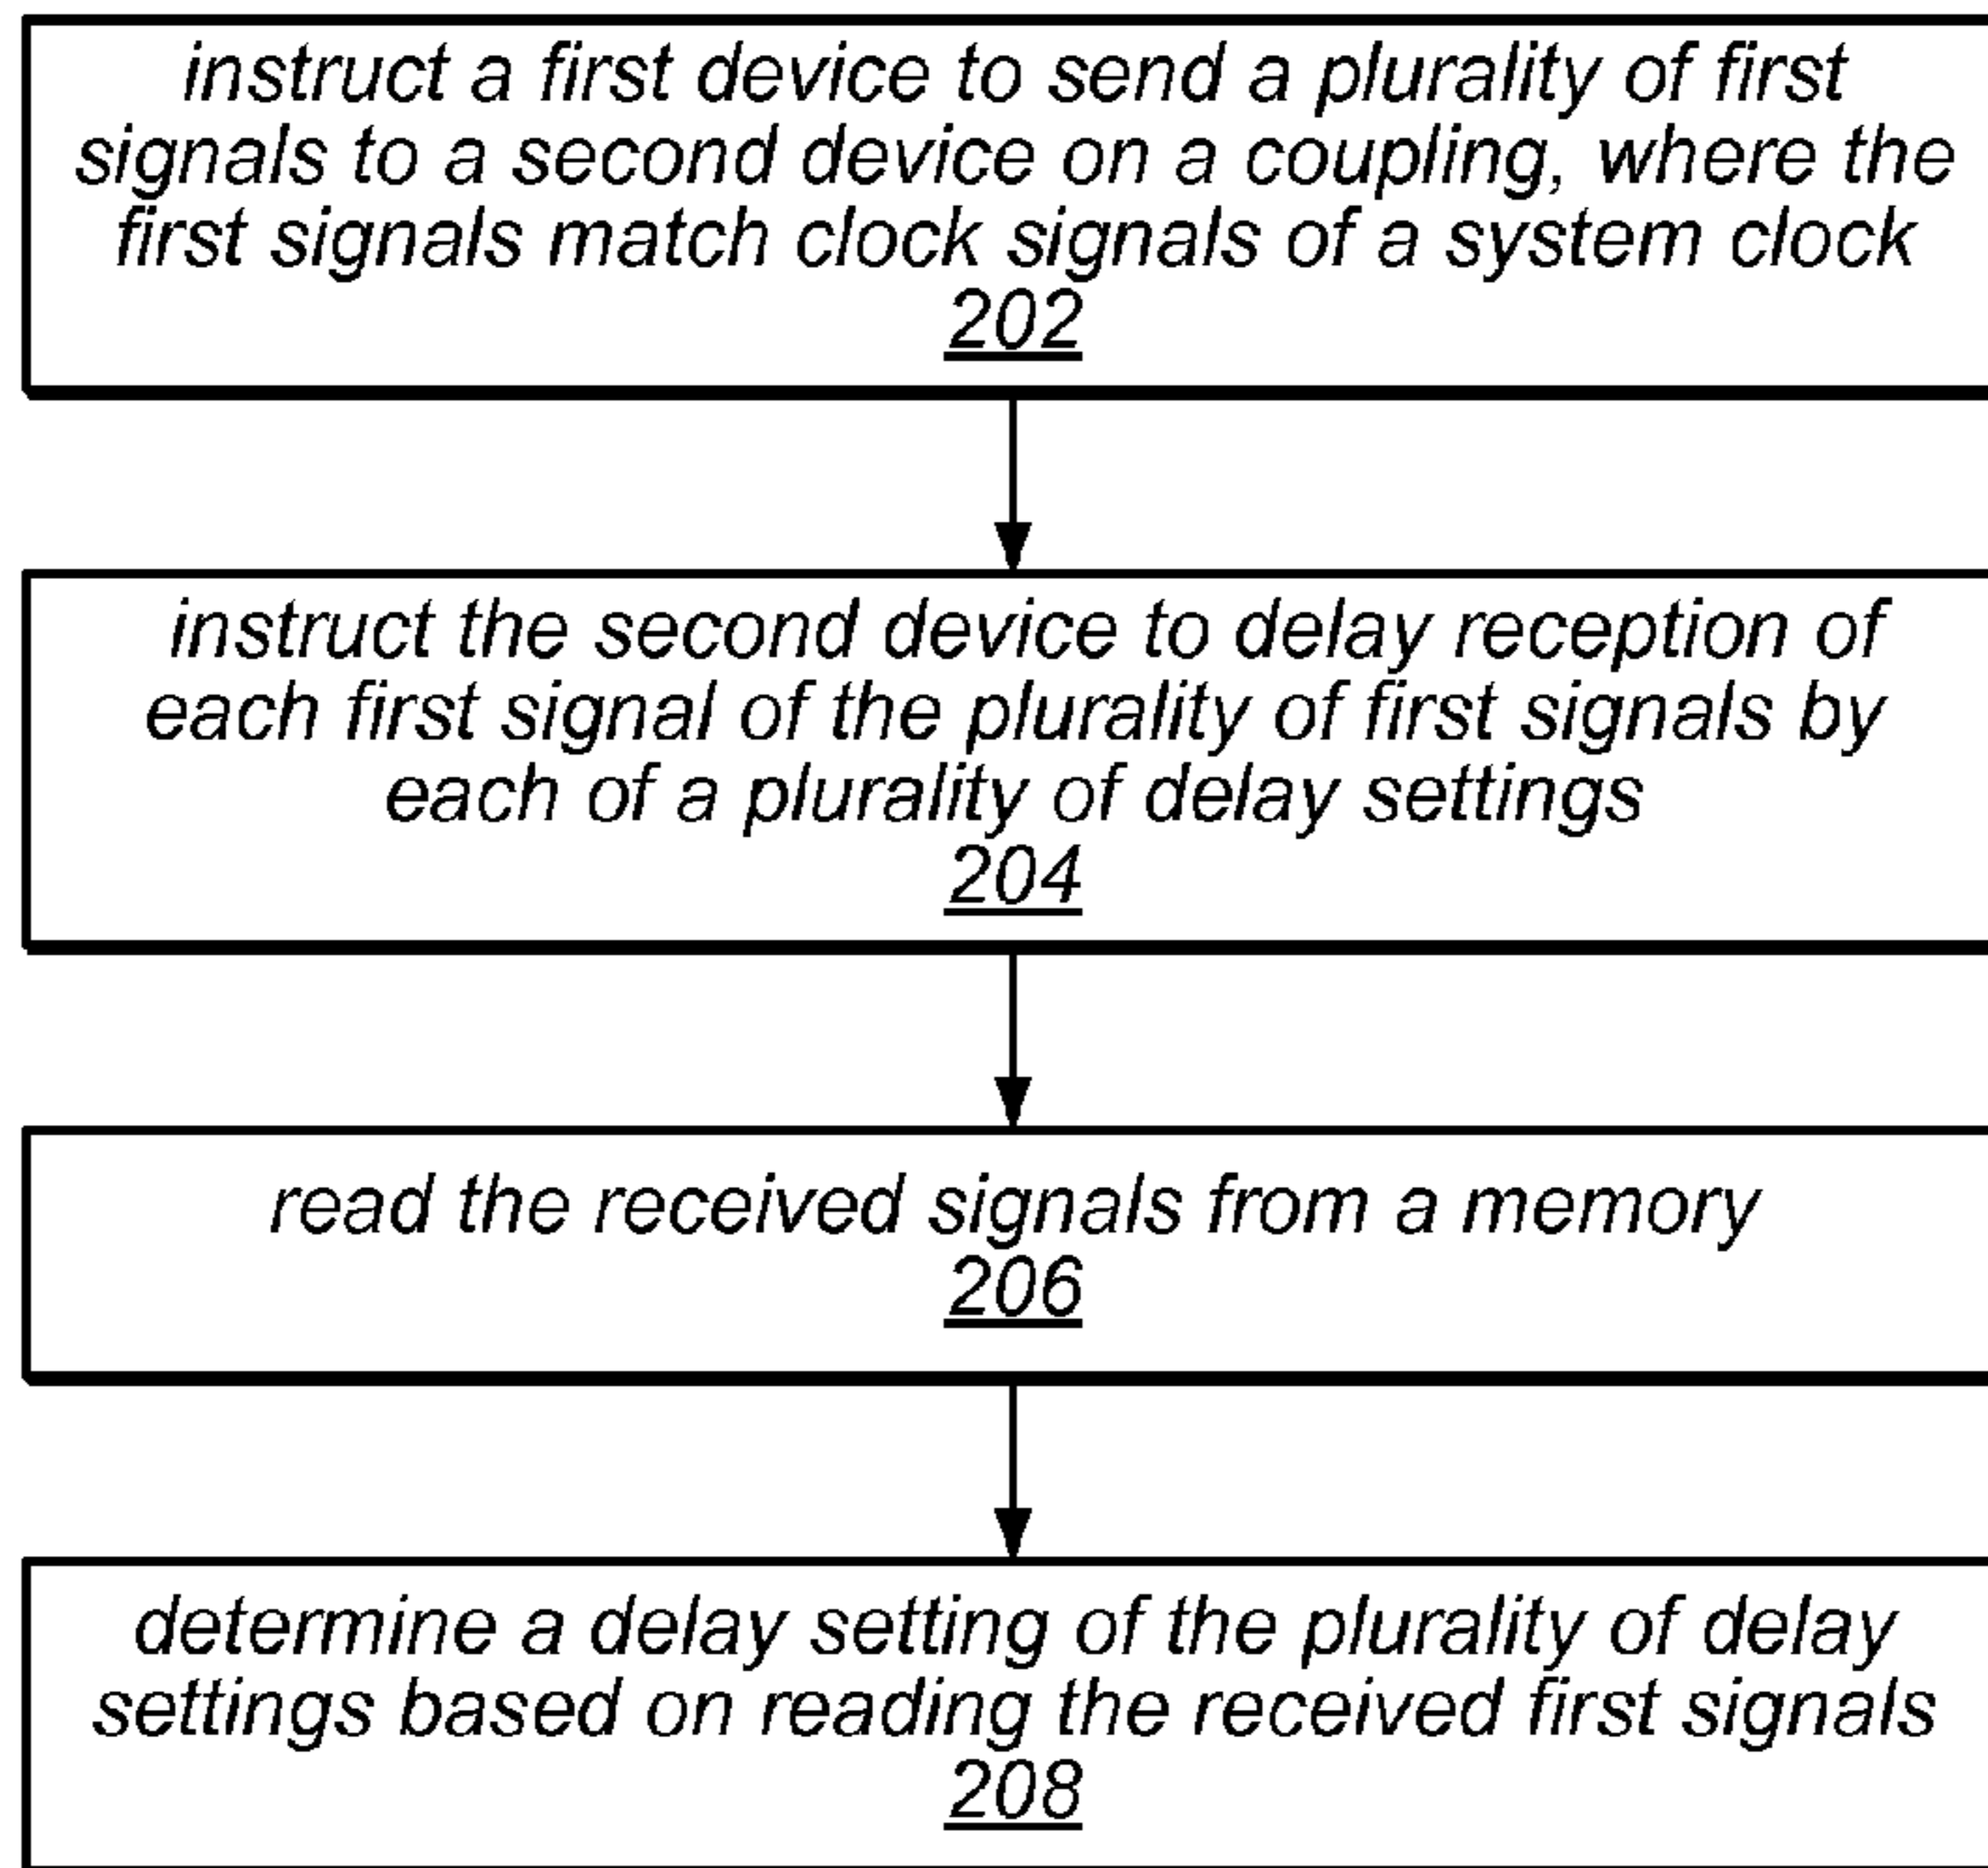 instruct a first device to send a plurality of first
signals to a second device on a coupling, where the
first signals match clock signals of a system clock
202
instruct the second device to delay reception of
each first signal of the plurality of first signals by
each of a plurality of delay settings
204
read the received signals from a memory
206
determine a delay setting of the plurality of delay
settings based on reading the received first signals
208